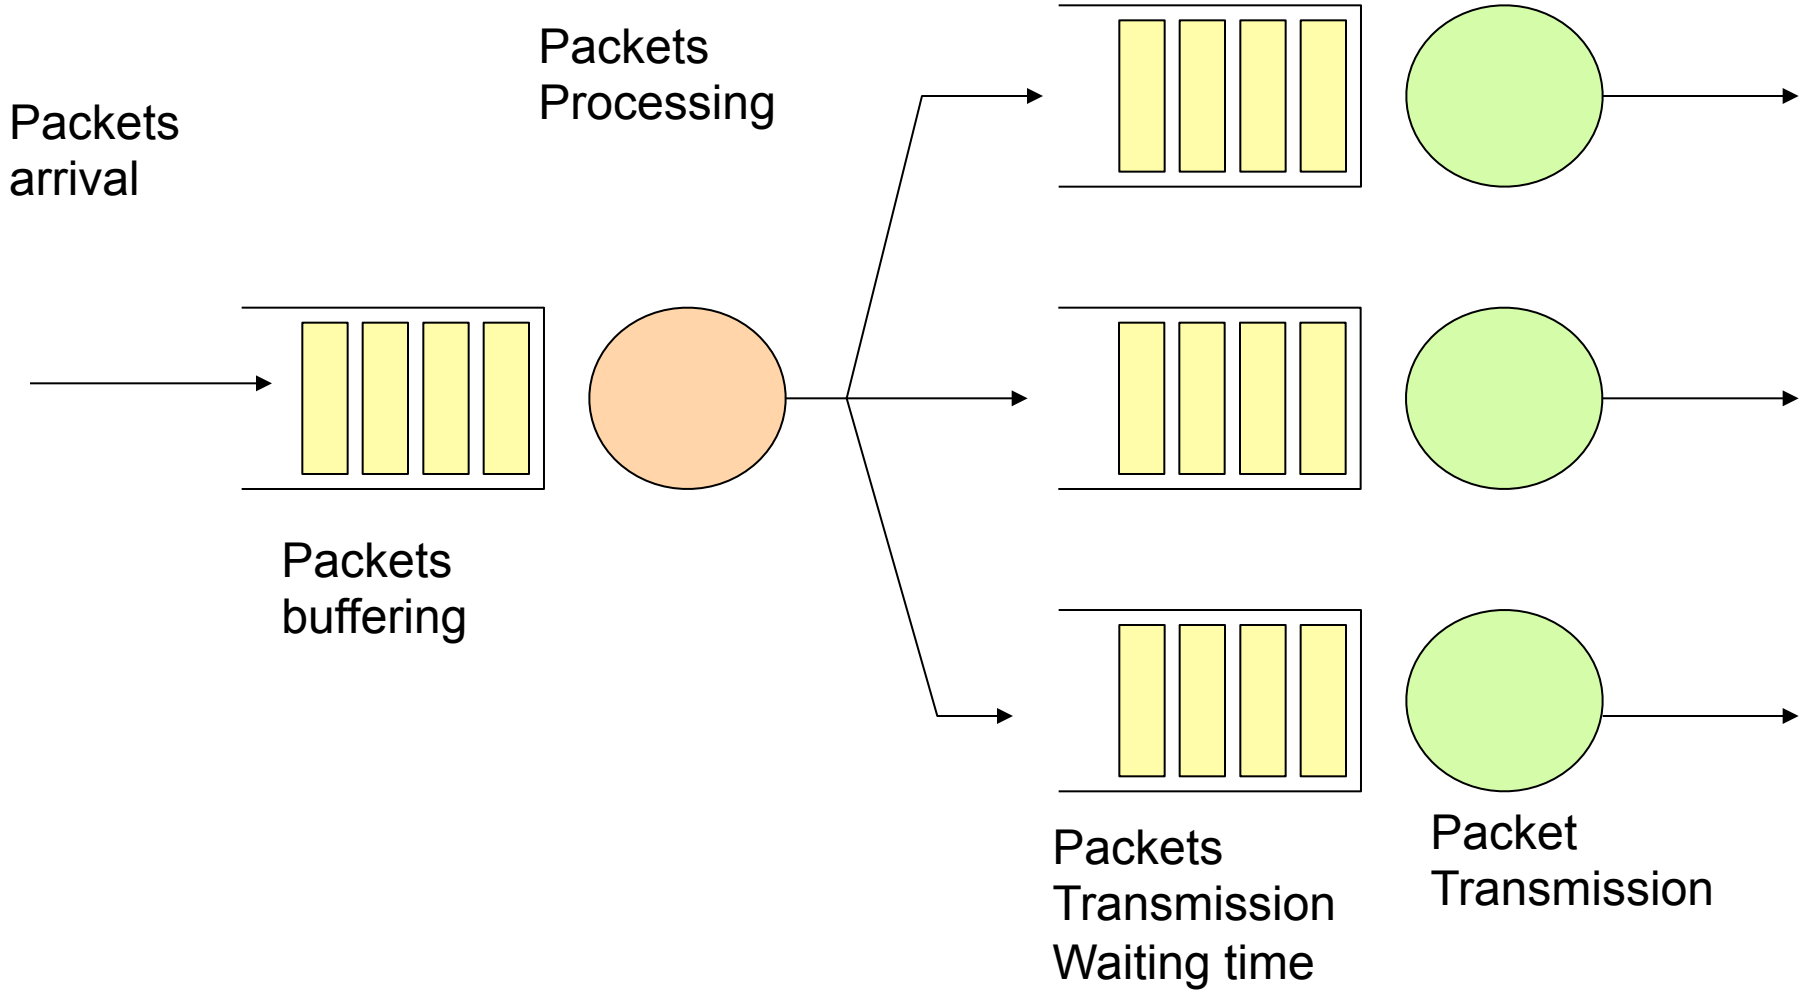 Packets
arrival
Packets
Processing
Packets
buffering
Packets
Transmission
Waiting time
Packet
Transmission